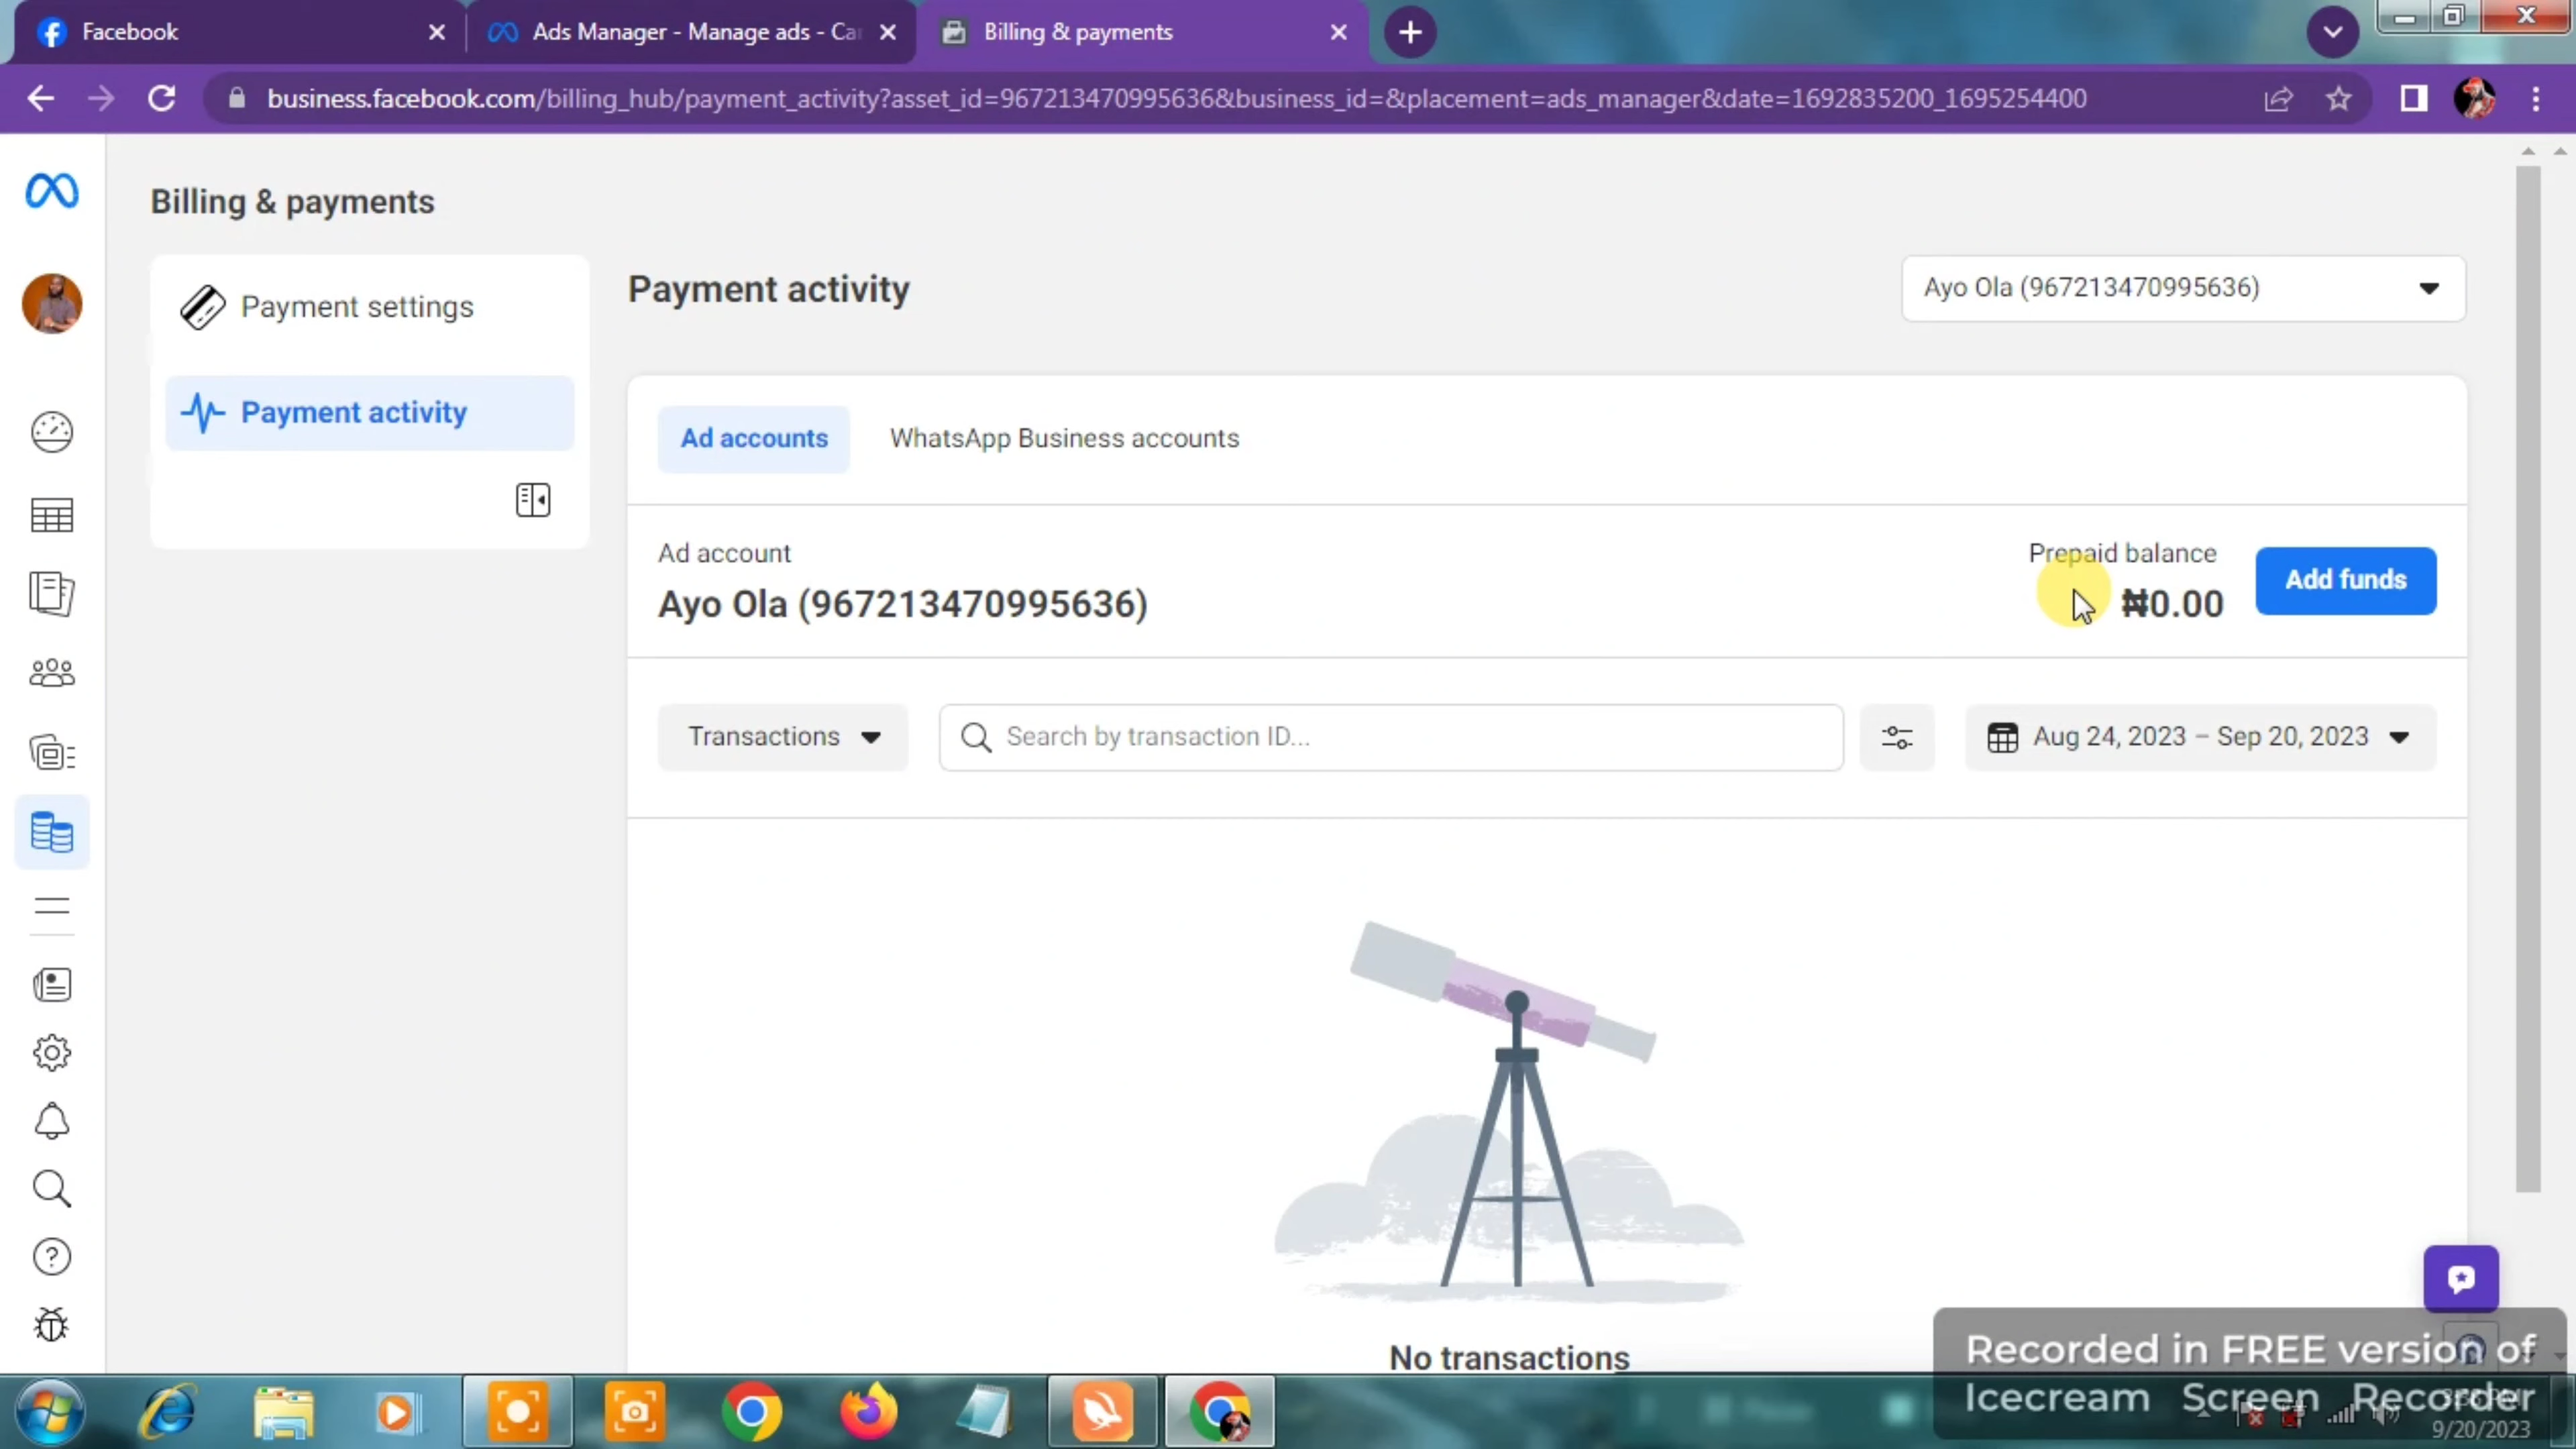 Facebook
Ads Manager - Manage ads - Ca
Billing & payments
business.facebook.com/billing_hub/payment_activity?asset_id=967213470995636&business_id=&placement=ads_manager&date=1692835200_1695254400
Billing & payments
Payment settings
Payment activity
Payment activity
Ayo Ola (967213470995636)
Ad accounts
WhatsApp Business accounts
Ad account
Ayo Ola (967213470995636)
Prepaid balance
₦0.00
Add funds
Transactions
Search by transaction ID...
Aug 24, 2023 – Sep 20, 2023
No transactions
Recorded in FREE version of
Icecream Screen Recorder
9/20/2023